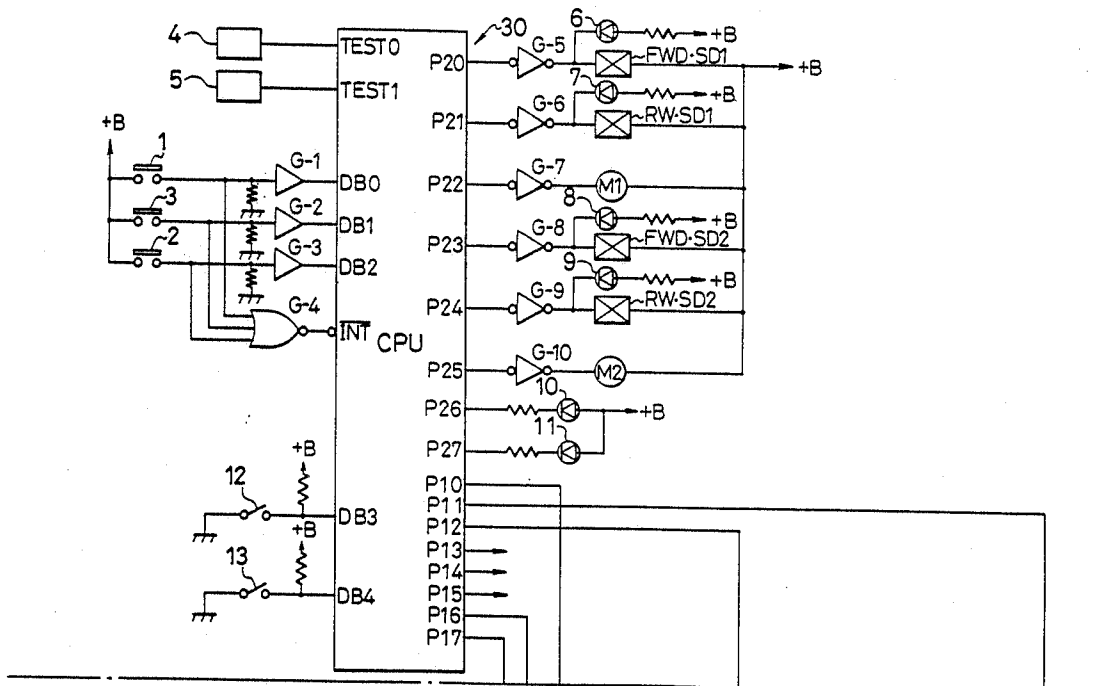 6
+B
4
30
G-5
FWD·SD1
TEST0
P20
+B
5
7
+B
TEST1
G-6
RW·SD1
P21
+B
1
G-1
G-7
DB0
P22
M1
3
G-2
8
+B
DB1
G-8
FWD·SD2
P23
2
G-3
9
+B
DB2
G-9
RW·SD2
P24
G-4
INT
CPU
G-10
P25
M2
10
P26
+B
11
P27
+B
P10
12
P11
DB3
P12
+B
P13
13
P14
DB4
P15
P16
P17